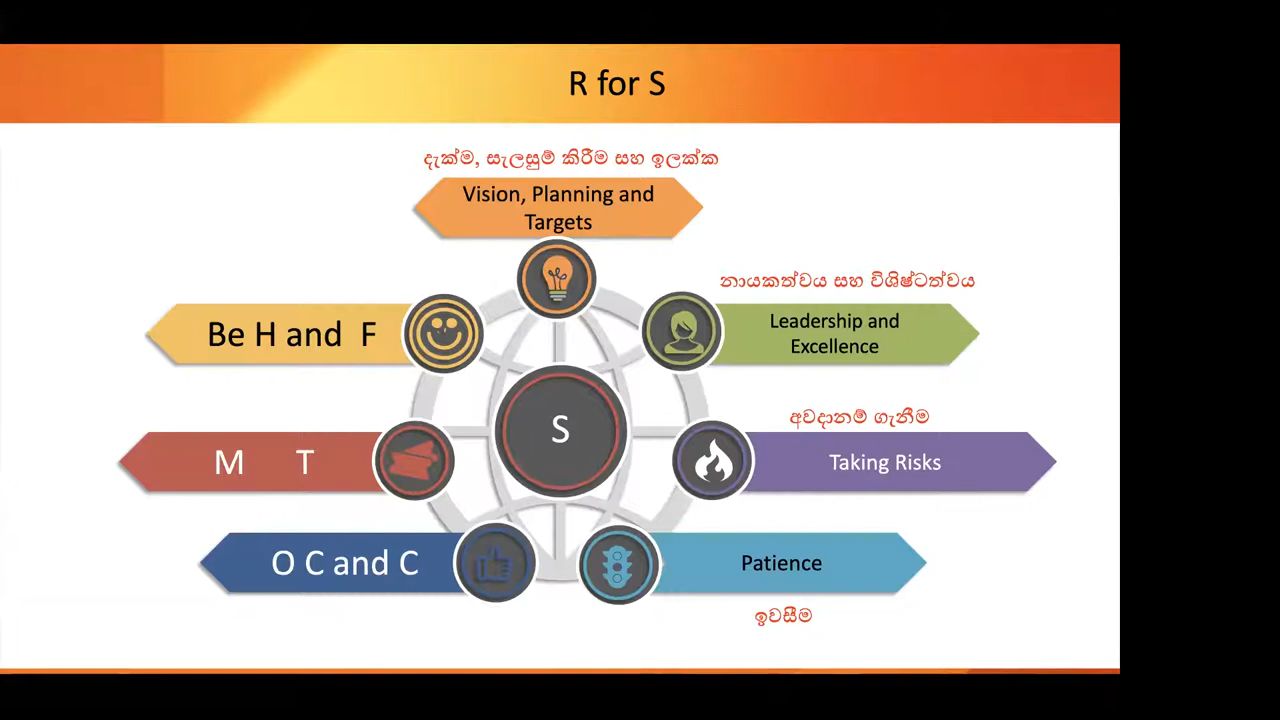 R for S
දැක්ම, සැලසුම් කිරීම සහ ඉලක්ක
Vision, Planning and
Targets
නායකත්වය සහ විශිෂ්ටත්වය
Leadership and
Excellence
Be H and F
S
අවදානම් ගැනීම
Taking Risks
M T
O C and C
Patience
ඉවසීම